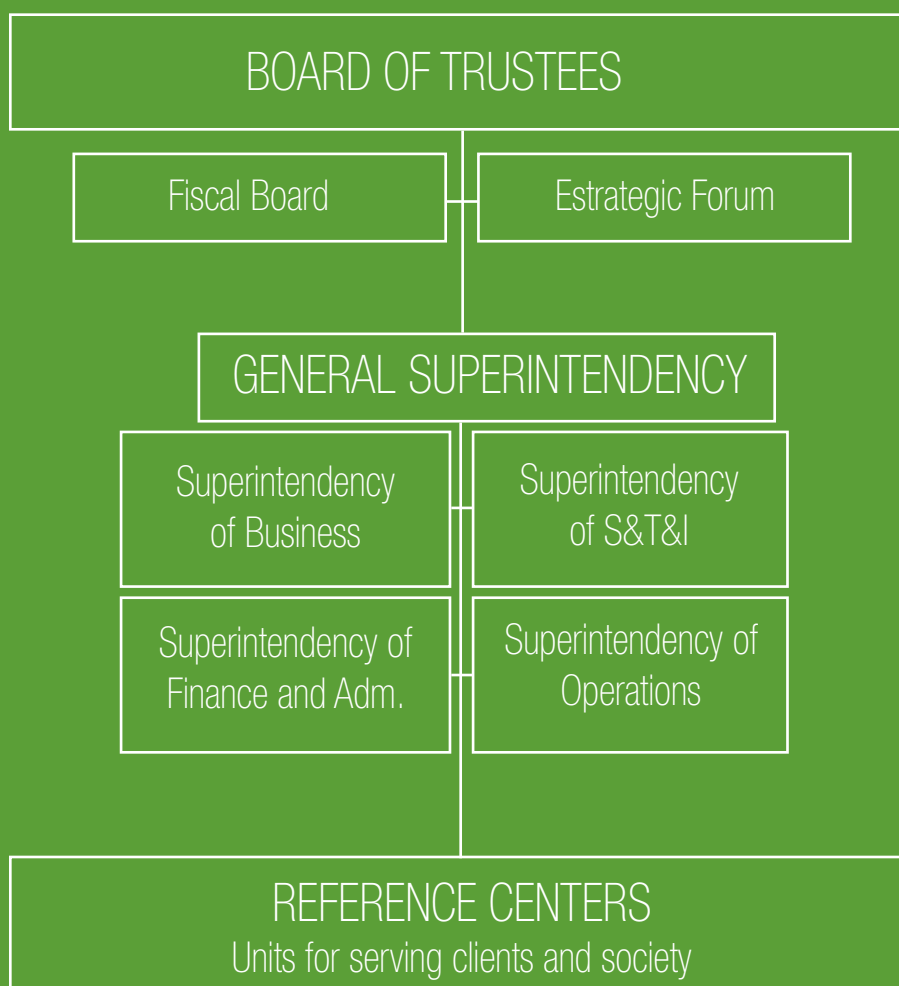 BOARD OF TRUSTEES
Fiscal Board
Estrategic Forum
GENERAL SUPERINTENDENCY
Superintendency
of Business
Superintendency
of S&T&I
Superintendency of
Finance and Adm.
Superintendency of
Operations
REFERENCE CENTERS
Units for serving clients and society